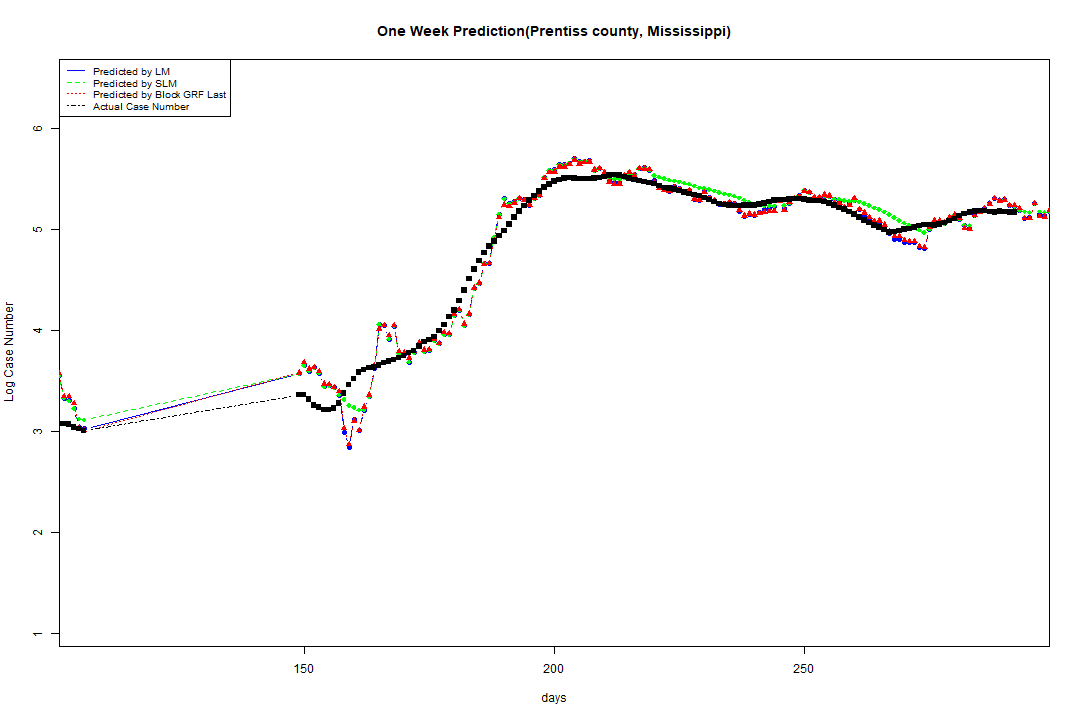 One Week Prediction(Prentiss county, Mississippi)
Predicted by LM
Predicted by SLM
Predicted by Block GRF Last
Actual Case Number
6
5
4
3
2
1
Log Case Number
150
200
250
days